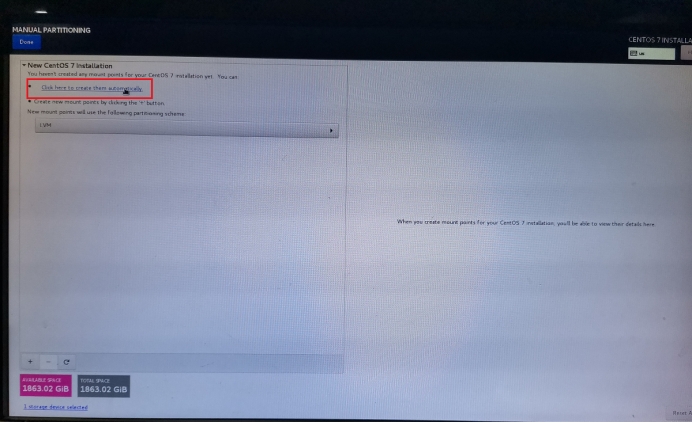 MANUAL PARTITIONING
Done
CENTOS 7 INSTALLA
us
New CentOS 7 Installation
You haven't created any mount points for your CentOS 7 installation yet. You can:
Click here to create them automatically.
Create new mount points by clicking the '+' button.
New mount points will use the following partitioning scheme:
LVM
When you create mount points for your CentOS 7 installation, you'll be able to view their details here.
+ −
AVAILABLE SPACE
1863.02 GiB
TOTAL SPACE
1863.02 GiB
1 storage device selected
Reset A